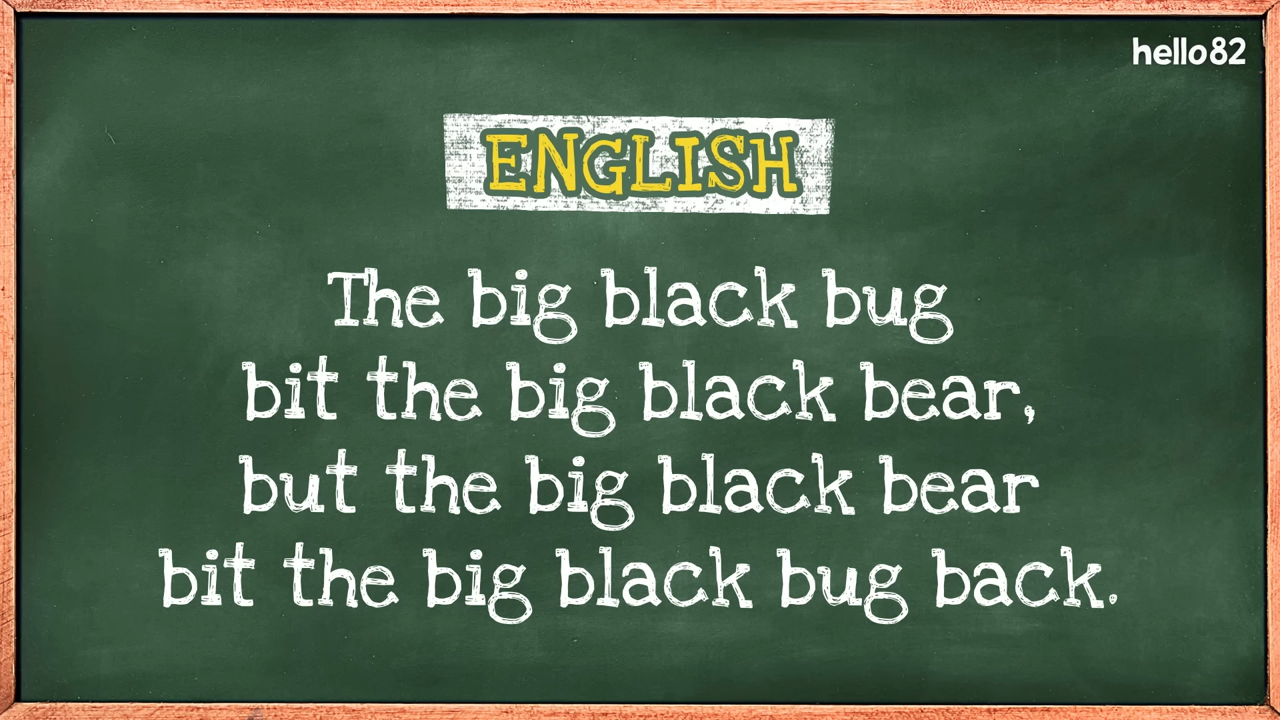 hello82
ENGLISH
The big black bug
bit the big black bear,
but the big black bear
bit the big black bug back.